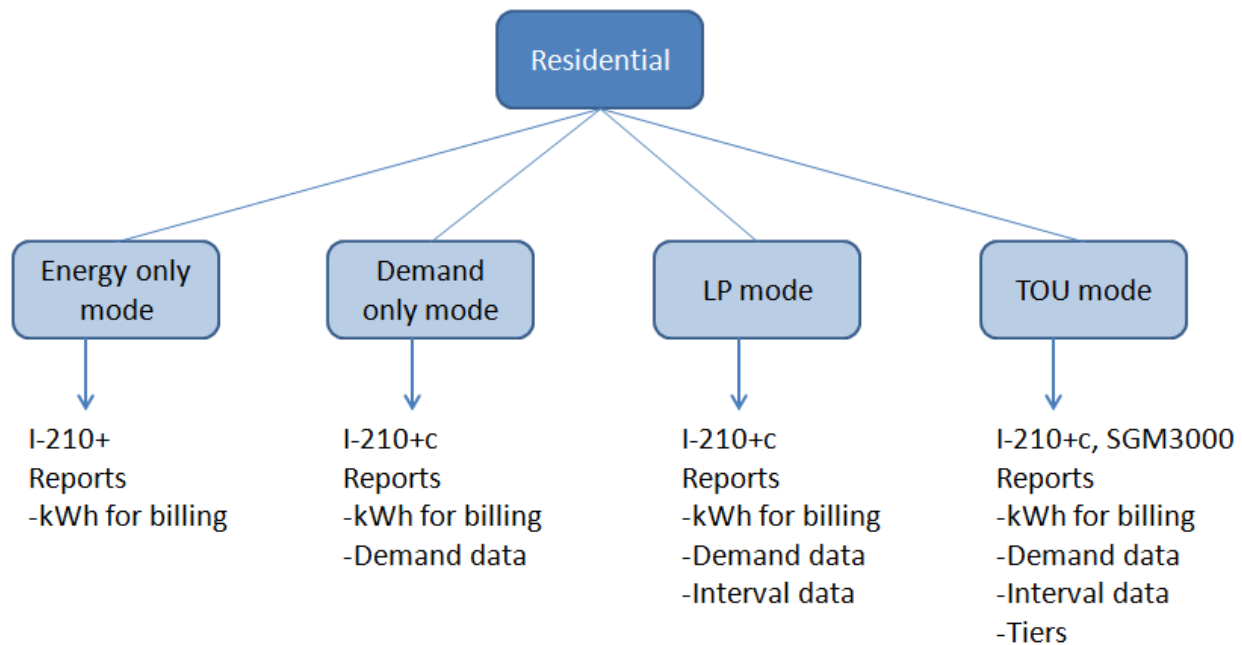 Residential
Energy only
mode
Demand
only mode
LP mode
TOU mode
I-210+
Reports
-kWh for billing
I-210+c
Reports
-kWh for billing
-Demand data
I-210+c
Reports
-kWh for billing
-Demand data
-Interval data
I-210+c, SGM3000
Reports
-kWh for billing
-Demand data
-Interval data
-Tiers